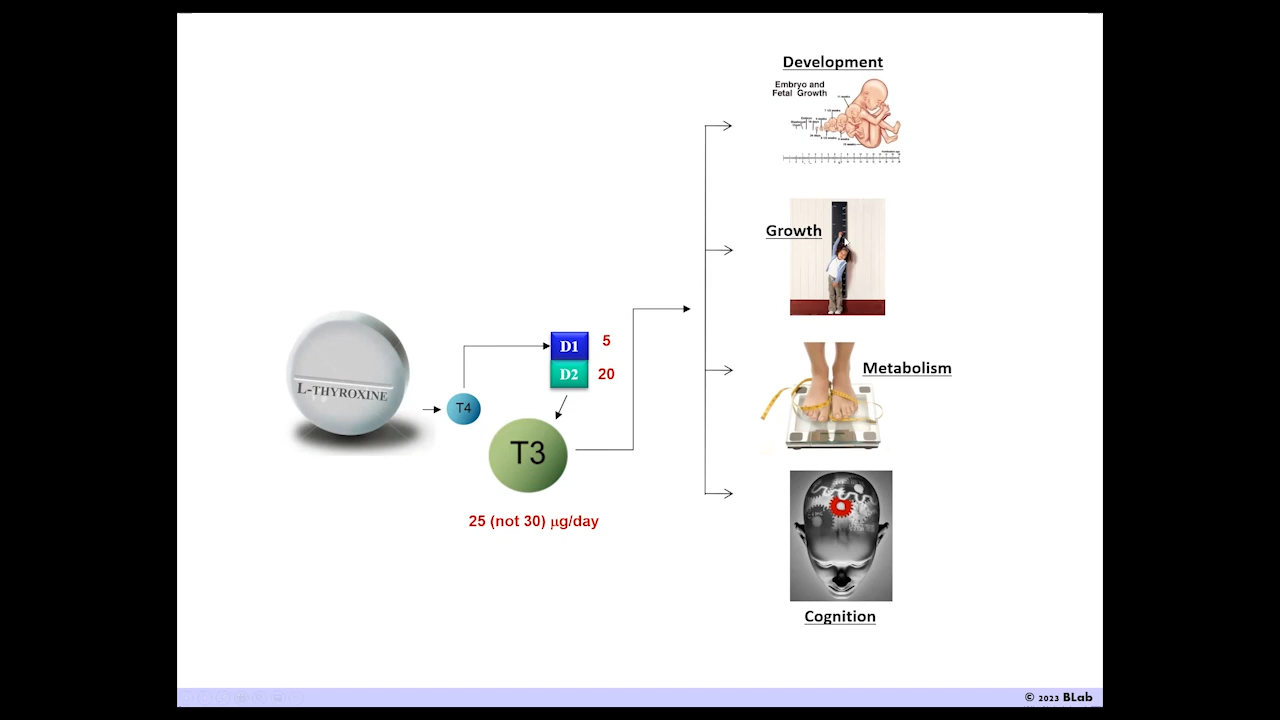 Development
Embryo and
Fetal Growth
Growth
Metabolism
L-THYROXINE
T4
D1
5
D2
20
T3
25 (not 30) μg/day
Cognition
© 2023 BLab